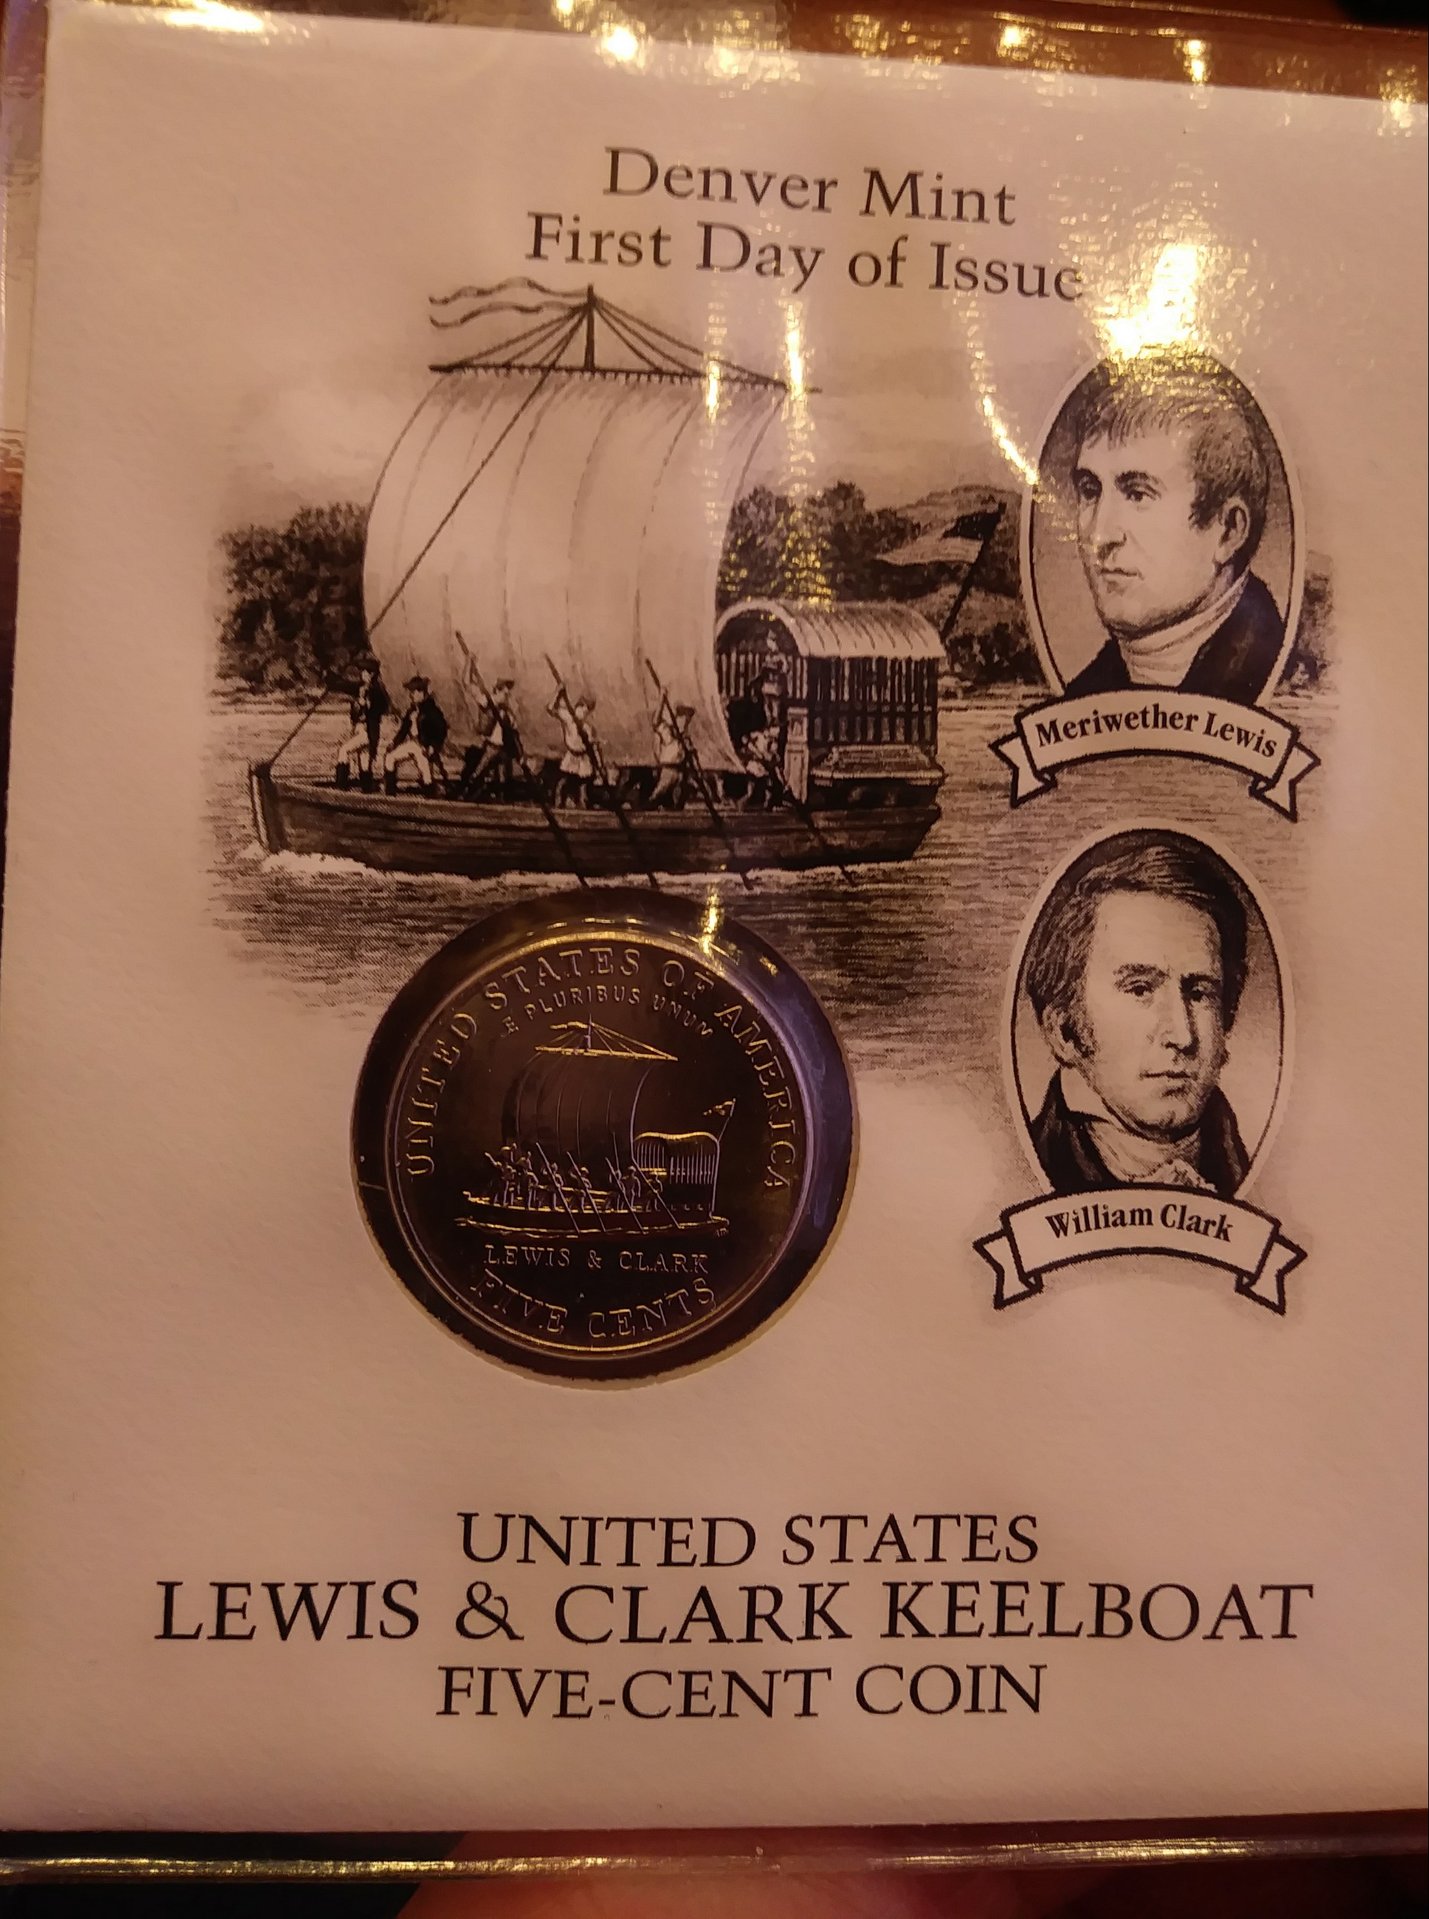 Denver Mint
First Day of Issue
Meriwether Lewis
William Clark
UNITED STATES OF AMERICA
E PLURIBUS UNUM
LEWIS & CLARK
FIVE CENTS
UNITED STATES
LEWIS & CLARK KEELBOAT
FIVE-CENT COIN